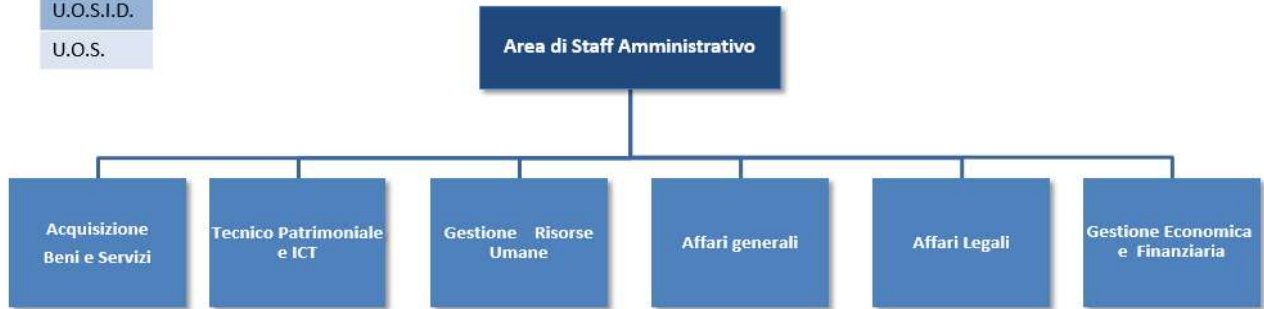 U.O.S.I.D.
U.O.S.
Area di Staff Amministrativo
Acquisizione
Beni e Servizi
Tecnico Patrimoniale
e ICT
Gestione Risorse
Umane
Affari generali
Affari Legali
Gestione Economica
e Finanziaria